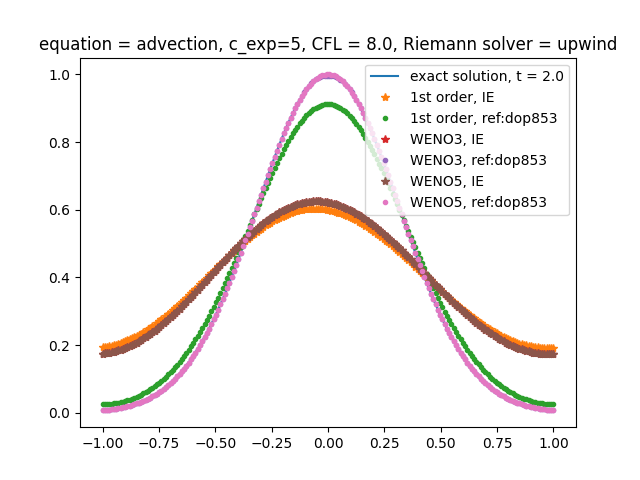 equation = advection, c_exp=5, CFL = 8.0, Riemann solver = upwind
exact solution, t = 2.0
1st order, IE
1st order, ref:dop853
WENO3, IE
WENO3, ref:dop853
WENO5, IE
WENO5, ref:dop853
1.0
0.8
0.6
0.4
0.2
0.0
−1.00 −0.75 −0.50 −0.25 0.00 0.25 0.50 0.75 1.00